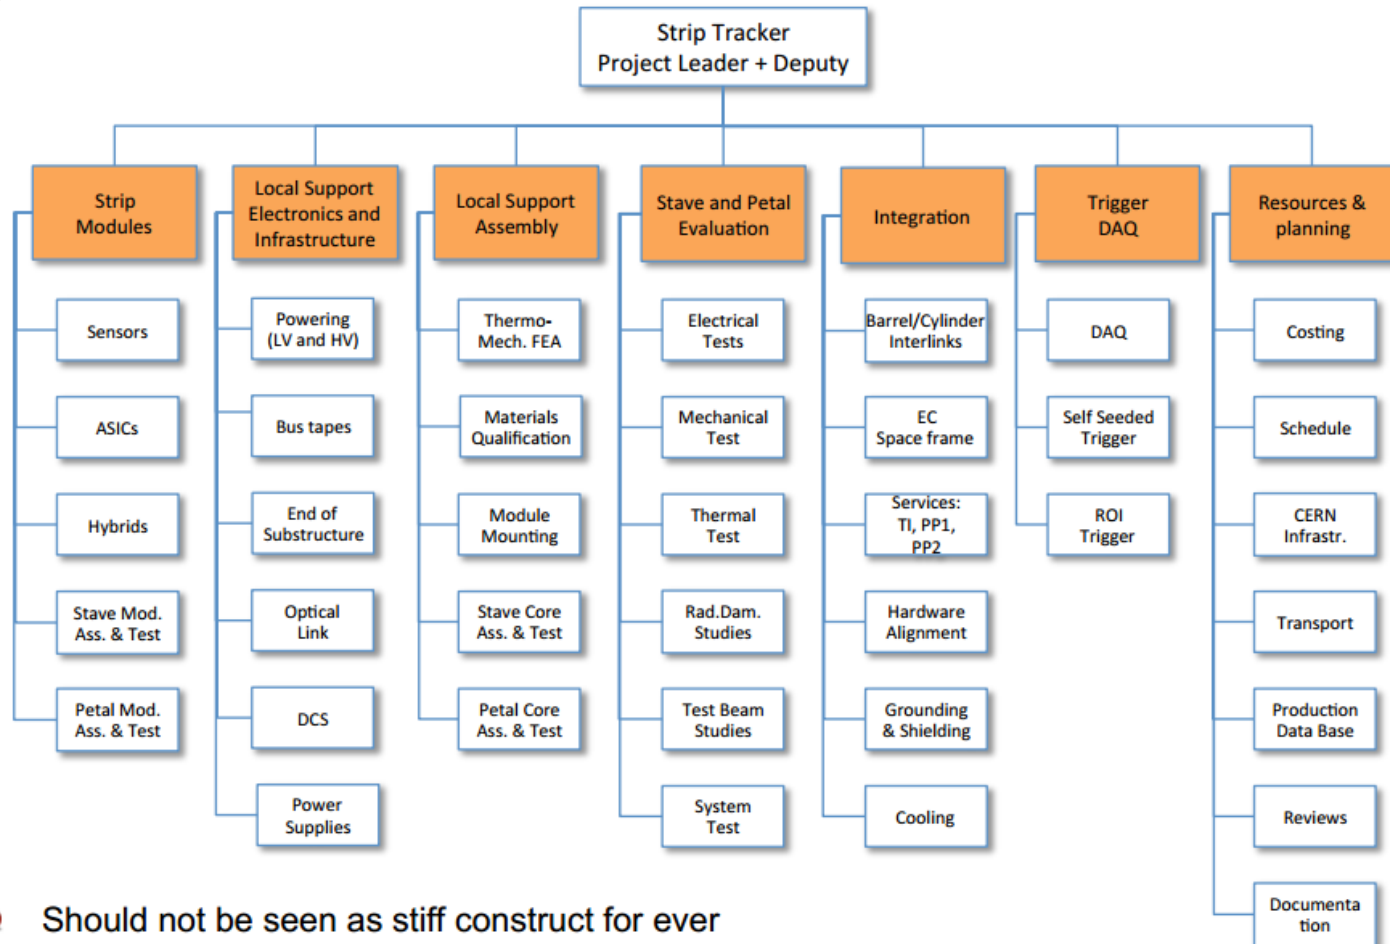 Strip Tracker
Project Leader + Deputy
Strip
Modules
Local Support
Electronics and
Infrastructure
Local Support
Assembly
Stave and Petal
Evaluation
Integration
Trigger
DAQ
Resources &
planning
Sensors
ASICs
Hybrids
Stave Mod.
Ass. & Test
Petal Mod.
Ass. & Test
Powering
(LV and HV)
Bus tapes
End of
Substructure
Optical
Link
DCS
Power
Supplies
Thermo-
Mech. FEA
Materials
Qualification
Module
Mounting
Stave Core
Ass. & Test
Petal Core
Ass. & Test
Electrical
Tests
Mechanical
Test
Thermal
Test
Rad.Dam.
Studies
Test Beam
Studies
System
Test
Barrel/Cylinder
Interlinks
EC
Space frame
Services:
TI, PP1,
PP2
Hardware
Alignment
Grounding
& Shielding
Cooling
DAQ
Self Seeded
Trigger
ROI
Trigger
Costing
Schedule
CERN
Infrastr.
Transport
Production
Data Base
Reviews
Documenta
tion
Should not be seen as stiff construct for ever